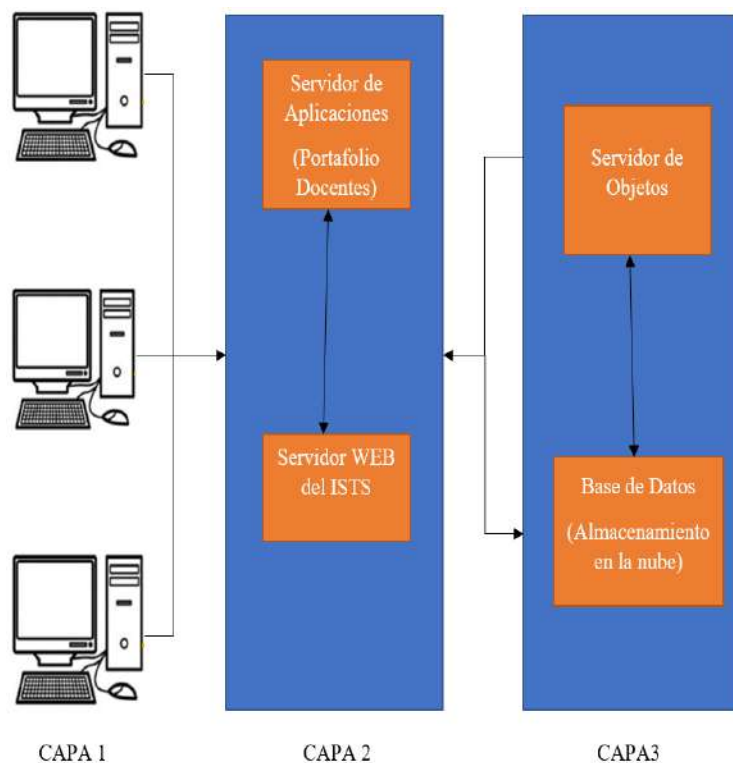 Servidor de
Aplicaciones
(Portafolio
Docentes)
Servidor WEB
del ISTS
Servidor de
Objetos
Base de Datos
(Almacenamiento
en la nube)
CAPA 1
CAPA 2
CAPA3